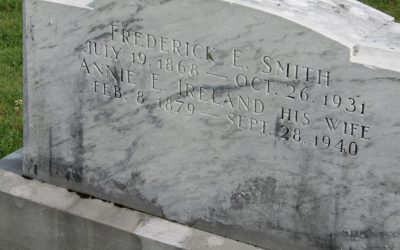 FREDERICK E. SMITH
JULY 19, 1868 — OCT. 26, 1931
ANNIE E. IRELAND HIS WIFE
FEB. 8, 1879 — SEPT. 28, 1940